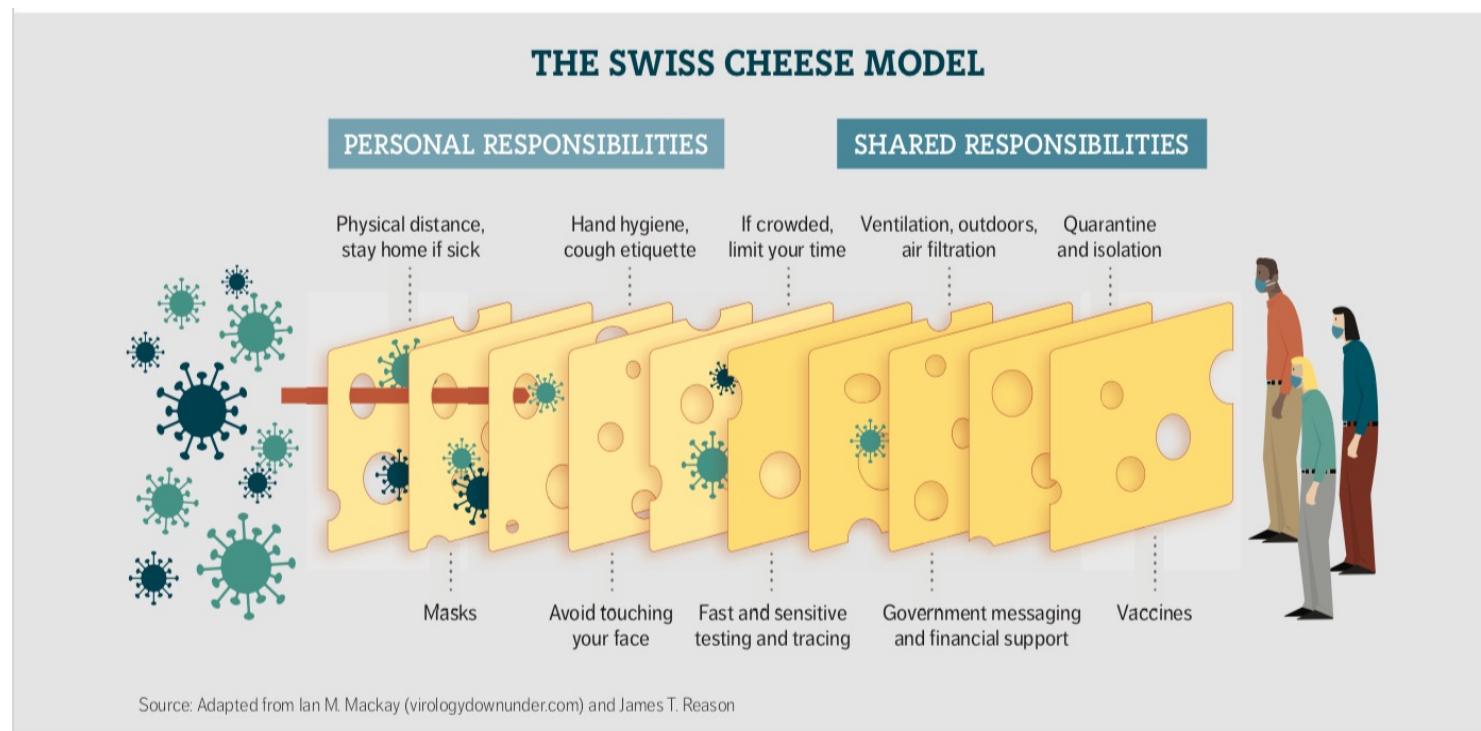 THE SWISS CHEESE MODEL
PERSONAL RESPONSIBILITIES
SHARED RESPONSIBILITIES
Physical distance,
stay home if sick
Hand hygiene,
cough etiquette
If crowded,
limit your time
Ventilation, outdoors,
air filtration
Quarantine
and isolation
Masks
Avoid touching
your face
Fast and sensitive
testing and tracing
Government messaging
and financial support
Vaccines
Source: Adapted from Ian M. Mackay (virologydownunder.com) and James T. Reason